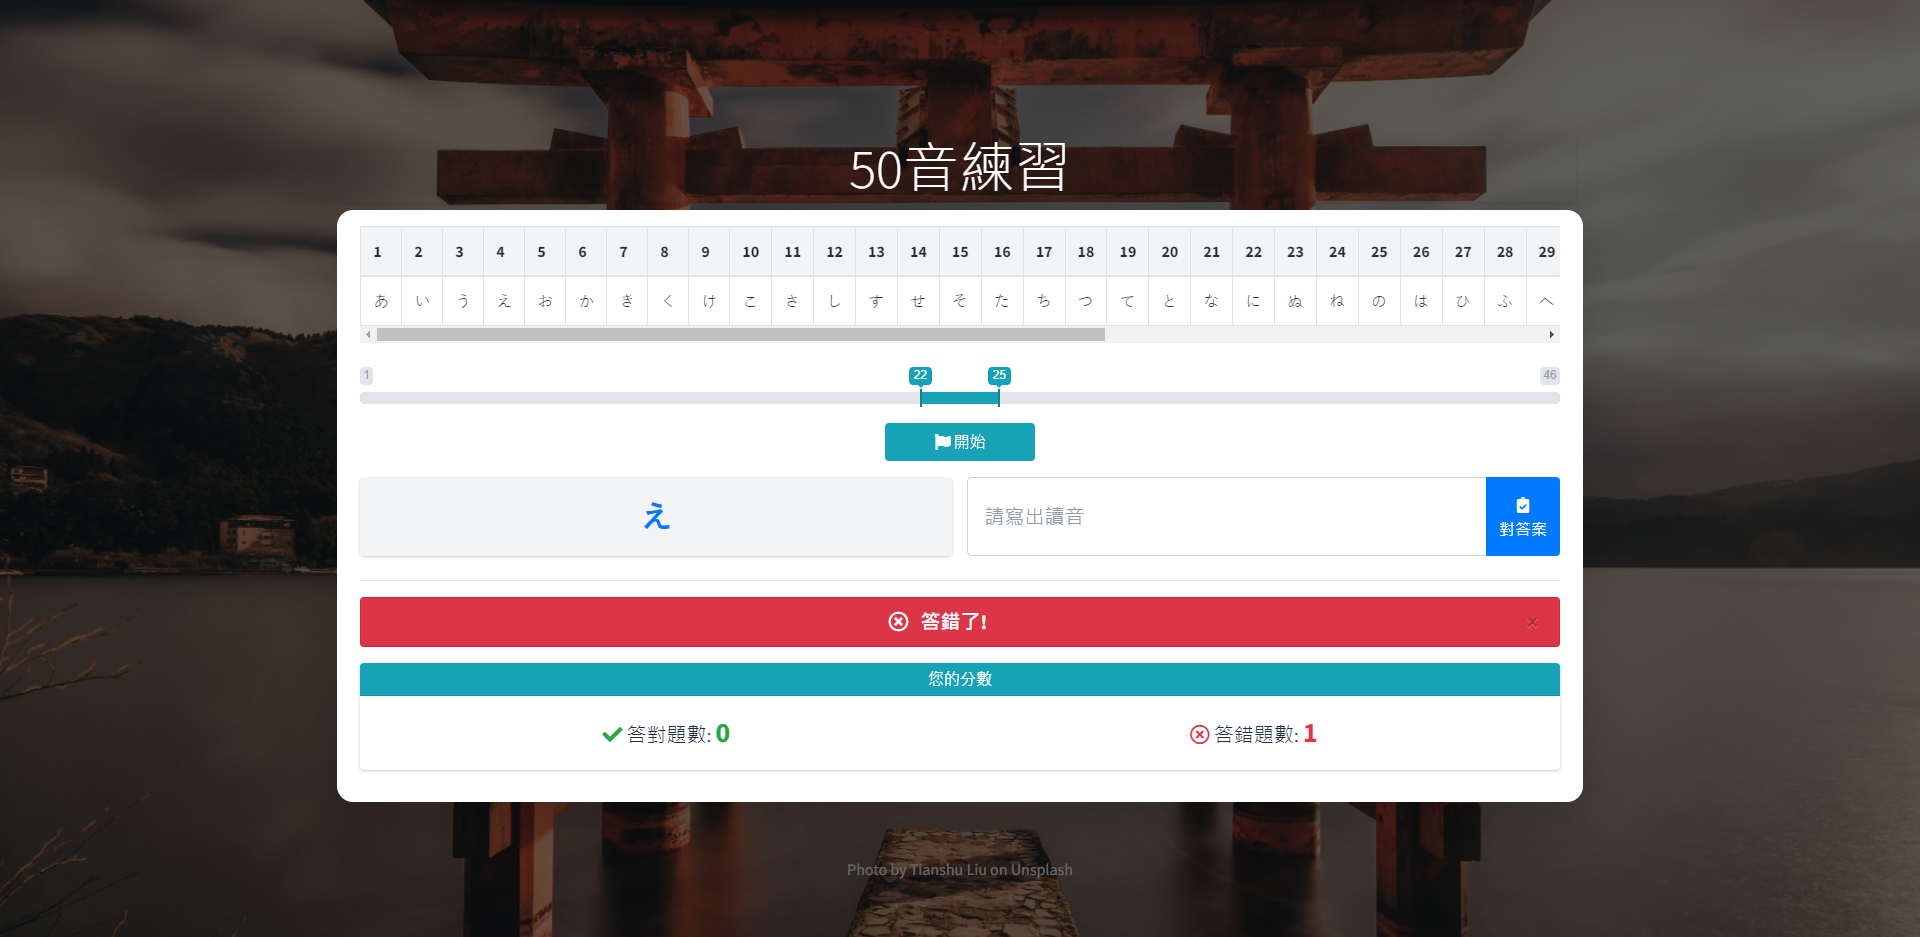 50音練習
1 2 3 4 5 6 7 8 9 10 11 12 13 14 15 16 17 18 19 20 21 22 23 24 25 26 27 28 29
あ い う え お か き く け こ さ し す せ そ た ち つ て と な に ぬ ね の は ひ ふ へ
1 22 25 46
開始
え 請寫出讀音 對答案
答錯了! ×
您的分數
答對題數: 0 答錯題數: 1
Photo by Tianshu Liu on Unsplash